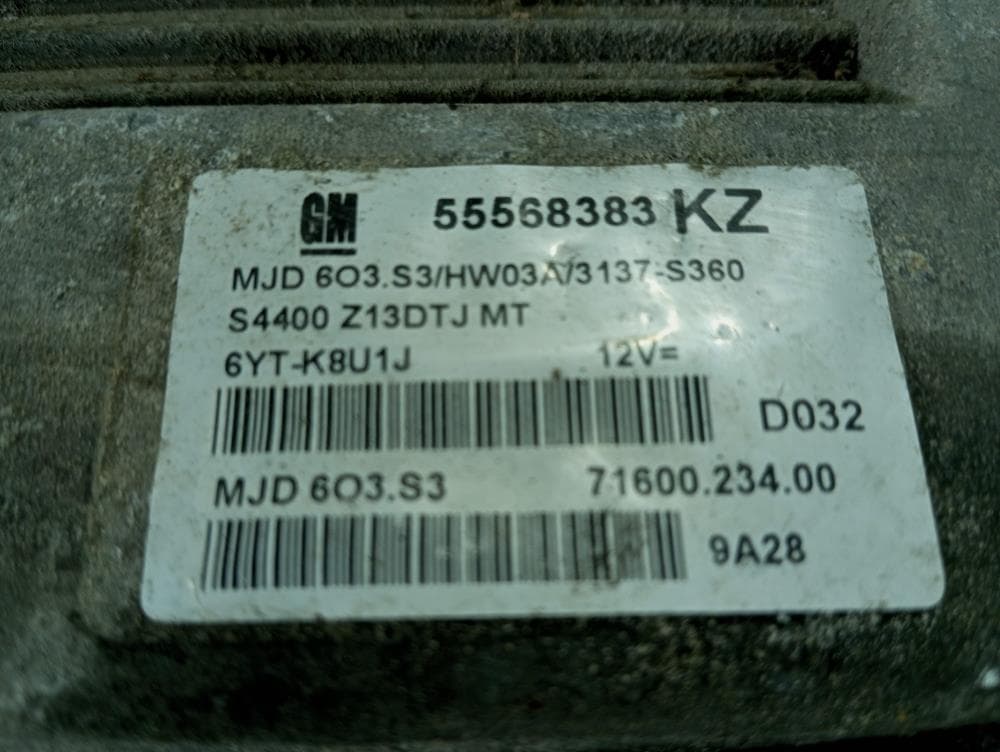 GM 55568383 KZ
MJD 6O3.S3/HW03A/3137-S360
S4400 Z13DTJ MT
6YT-K8U1J 12V=
D032
MJD 6O3.S3 71600.234.00
9A28